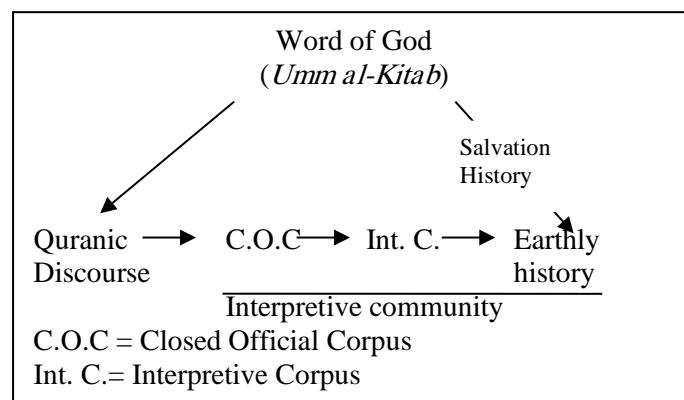 Word of God
(Umm al-Kitab)
Salvation
History
Quranic
Discourse
C.O.C
Int. C.
Earthly
history
Interpretive community
C.O.C = Closed Official Corpus
Int. C.= Interpretive Corpus